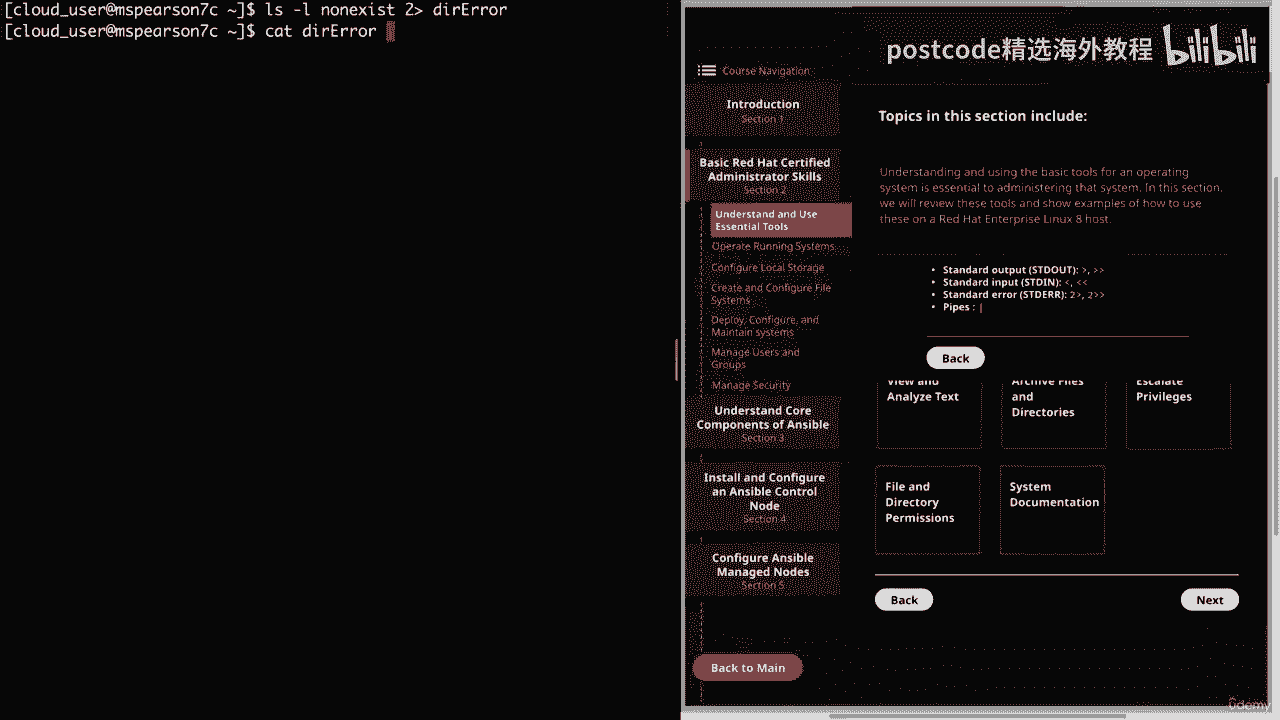 [cloud_user@mspearson7c ~]$ ls -l nonexist 2> dirError
[cloud_user@mspearson7c ~]$ cat dirError
postcode精选海外教程 bilibili
Course Navigation
Introduction
Section 1
Basic Red Hat Certified
Administrator Skills
Section 2
Understand and Use
Essential Tools
Operate Running Systems
Configure Local Storage
Create and Configure File
Systems
Deploy, Configure, and
Maintain systems
Manage Users and
Groups
Manage Security
Understand Core
Components of Ansible
Section 3
Install and Configure
an Ansible Control
Node
Section 4
Configure Ansible
Managed Nodes
Section 5
Back to Main
Topics in this section include:
Understanding and using the basic tools for an operating
system is essential to administering that system. In this section,
we will review these tools and show examples of how to use
these on a Red Hat Enterprise Linux 8 host.
• Standard output (STDOUT): >, >>
• Standard input (STDIN): <, <<
• Standard error (STDERR): 2>, 2>>
• Pipes : |
Back
View and
Analyze Text
Archive Files
and
Directories
Escalate
Privileges
File and
Directory
Permissions
System
Documentation
Back
Next
ûdemy